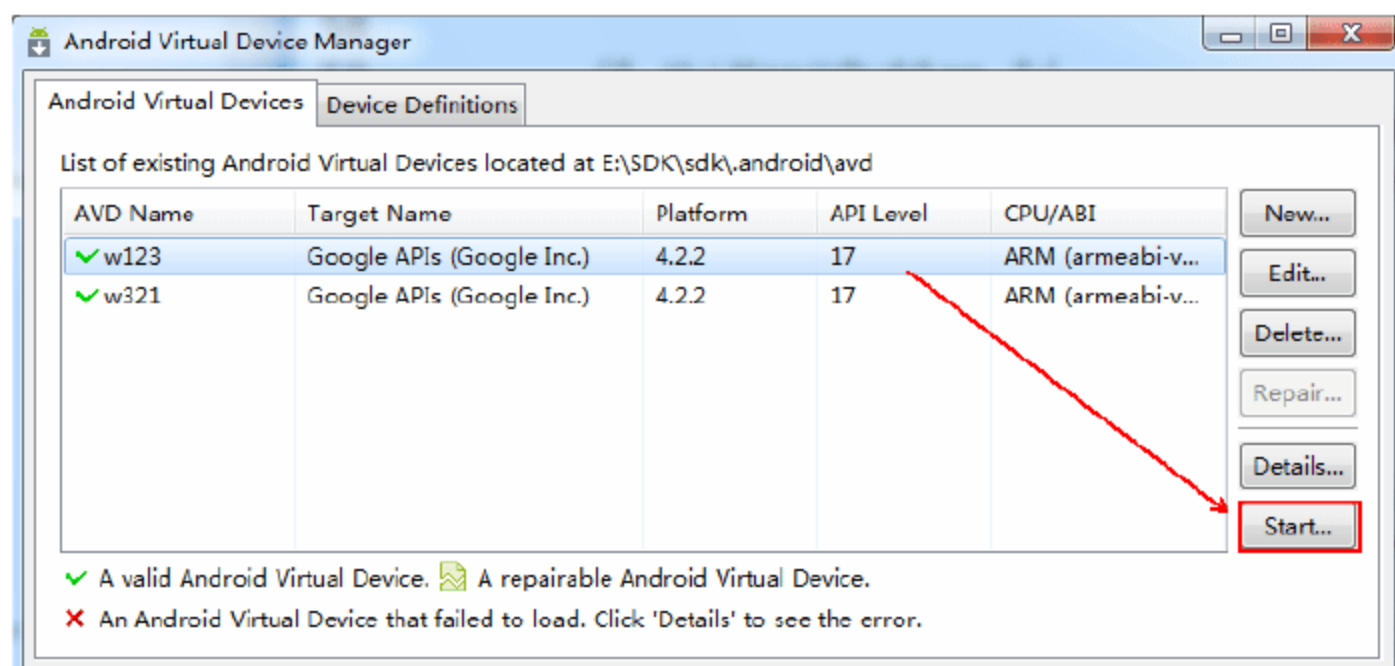 Android Virtual Device Manager
Android Virtual Devices Device Definitions
List of existing Android Virtual Devices located at E:\SDK\sdk\.android\avd
AVD Name Target Name Platform API Level CPU/ABI New...
w123 Google APIs (Google Inc.) 4.2.2 17 ARM (armeabi-v...
Edit...
w321 Google APIs (Google Inc.) 4.2.2 17 ARM (armeabi-v...
Delete...
Repair...
Details...
Start...
A valid Android Virtual Device. A repairable Android Virtual Device.
An Android Virtual Device that failed to load. Click 'Details' to see the error.